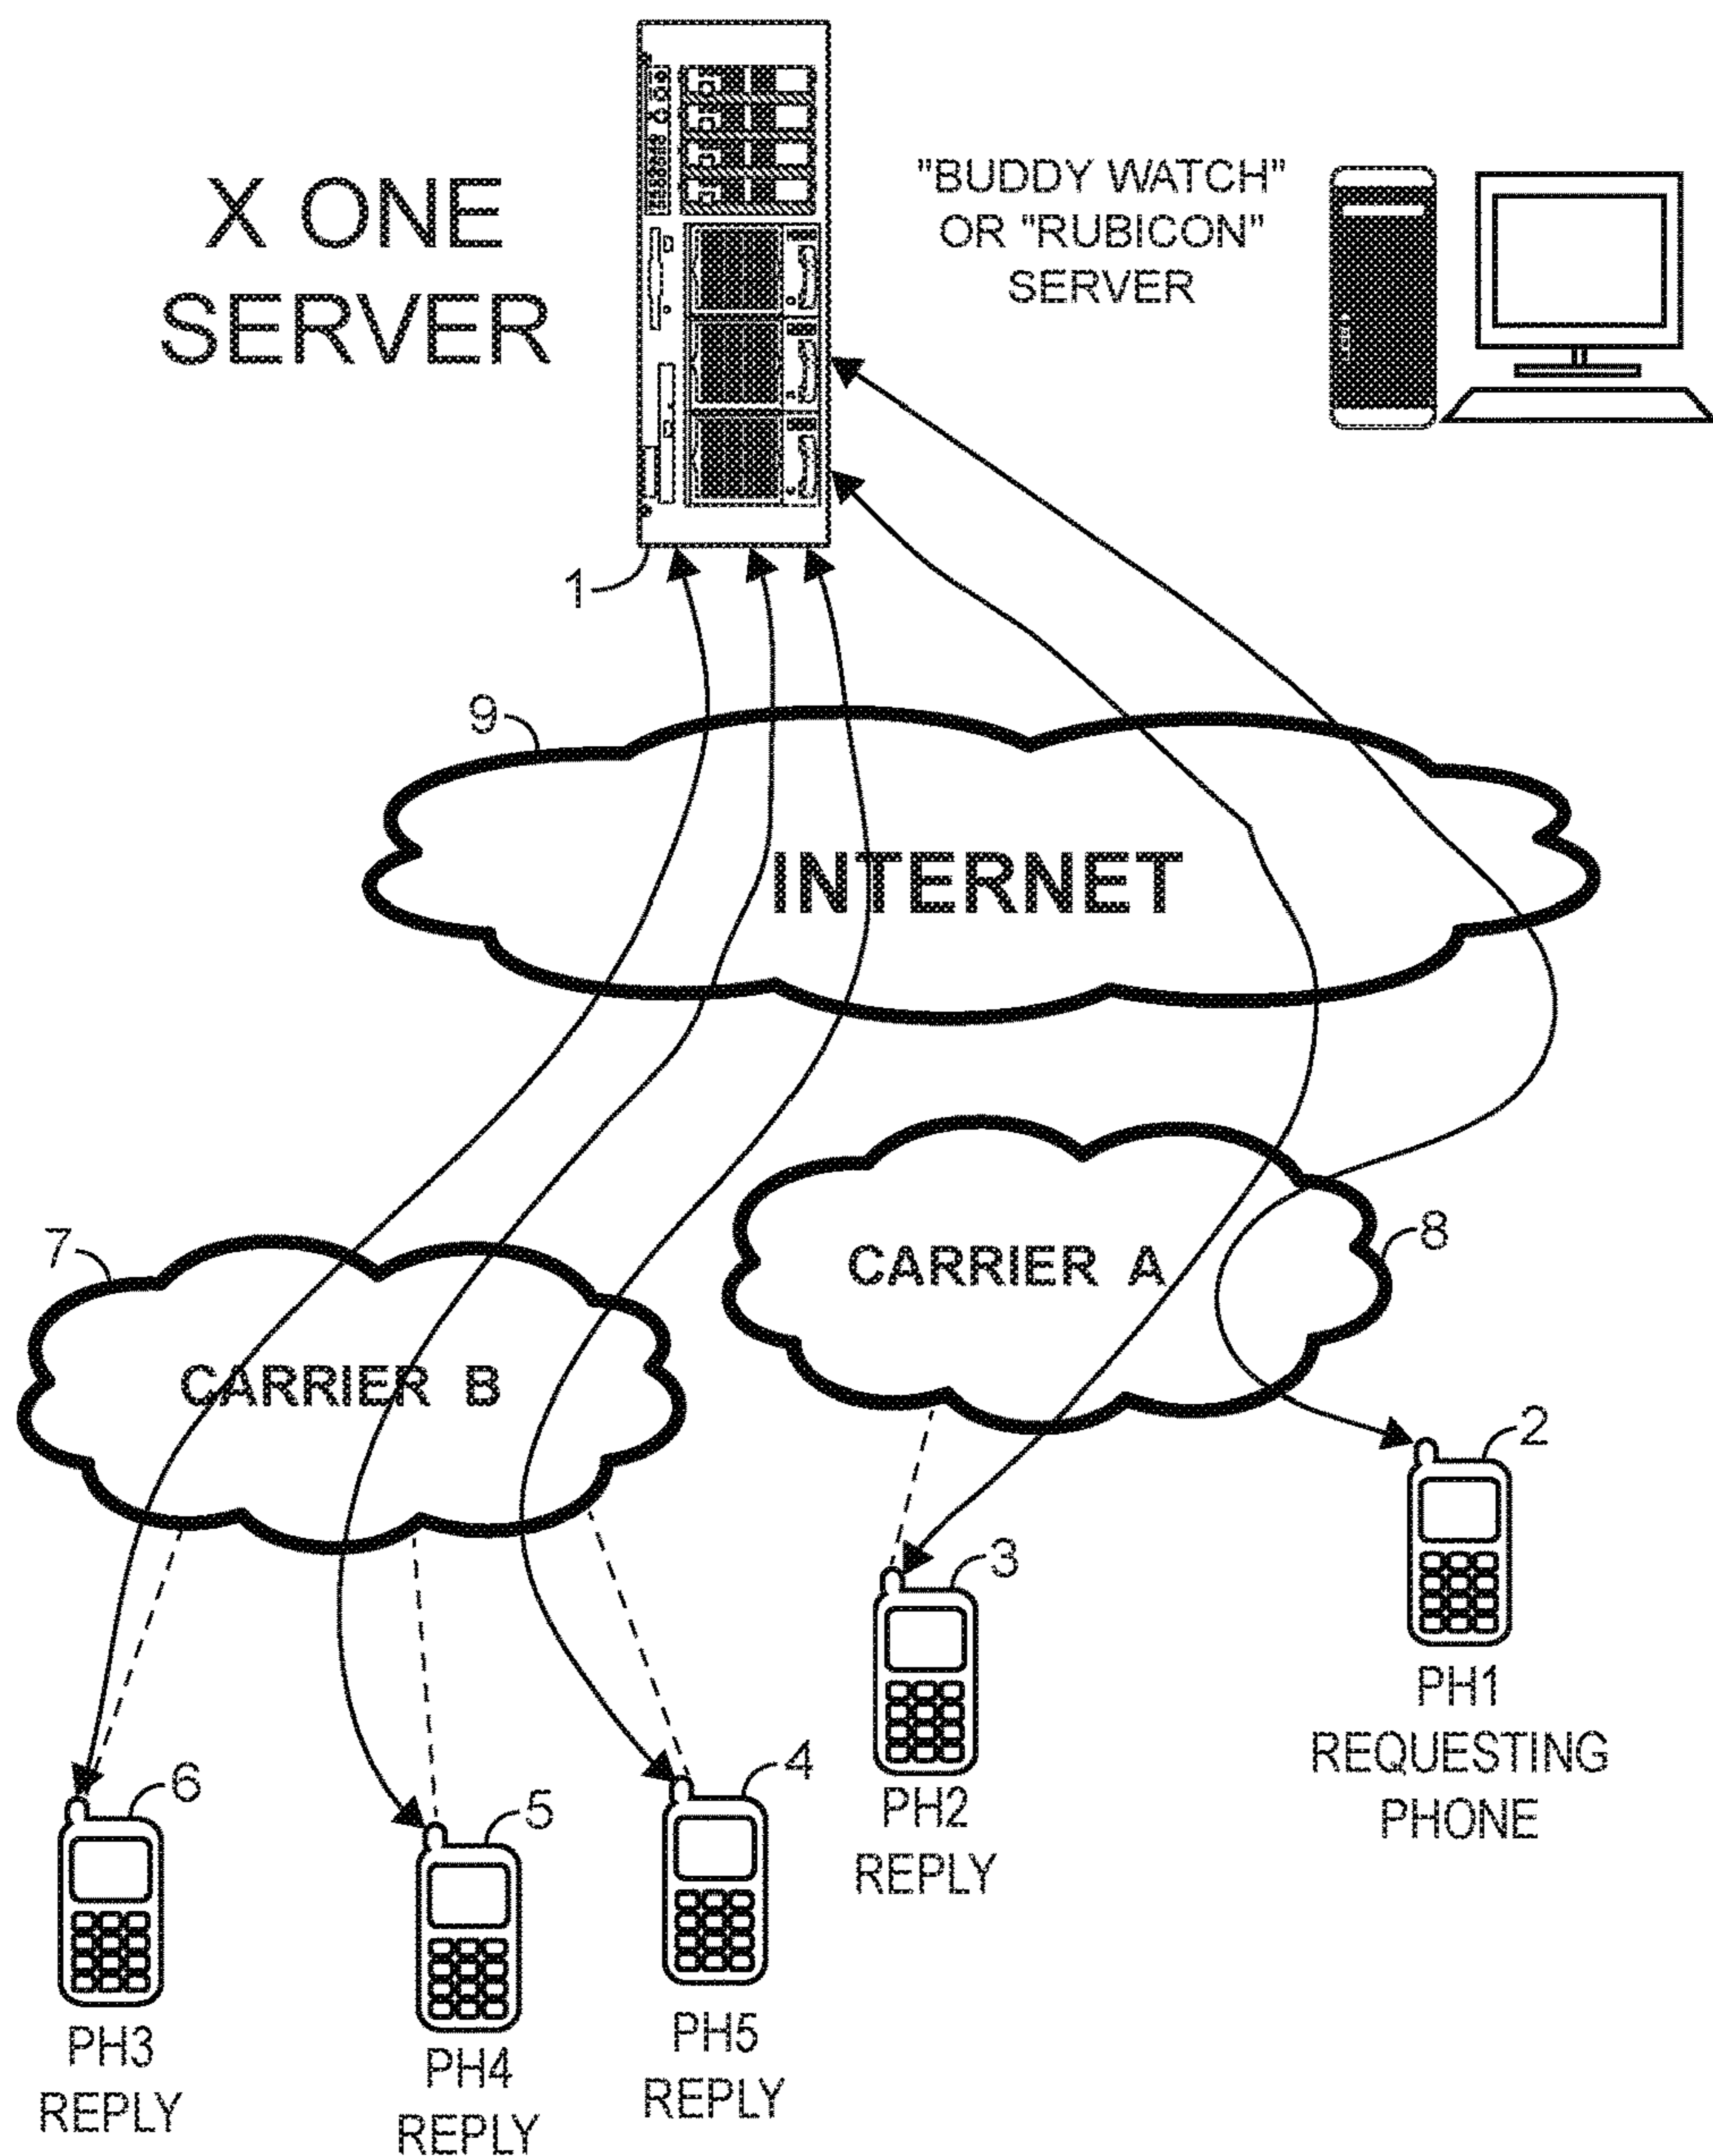 X ONE
SERVER
"BUDDY WATCH"
OR "RUBICON"
SERVER
1
9
INTERNET
7
CARRIER B
CARRIER A
8
2
PH1
REQUESTING
PHONE
3
PH2
REPLY
6
PH3
REPLY
5
PH4
REPLY
4
PH5
REPLY